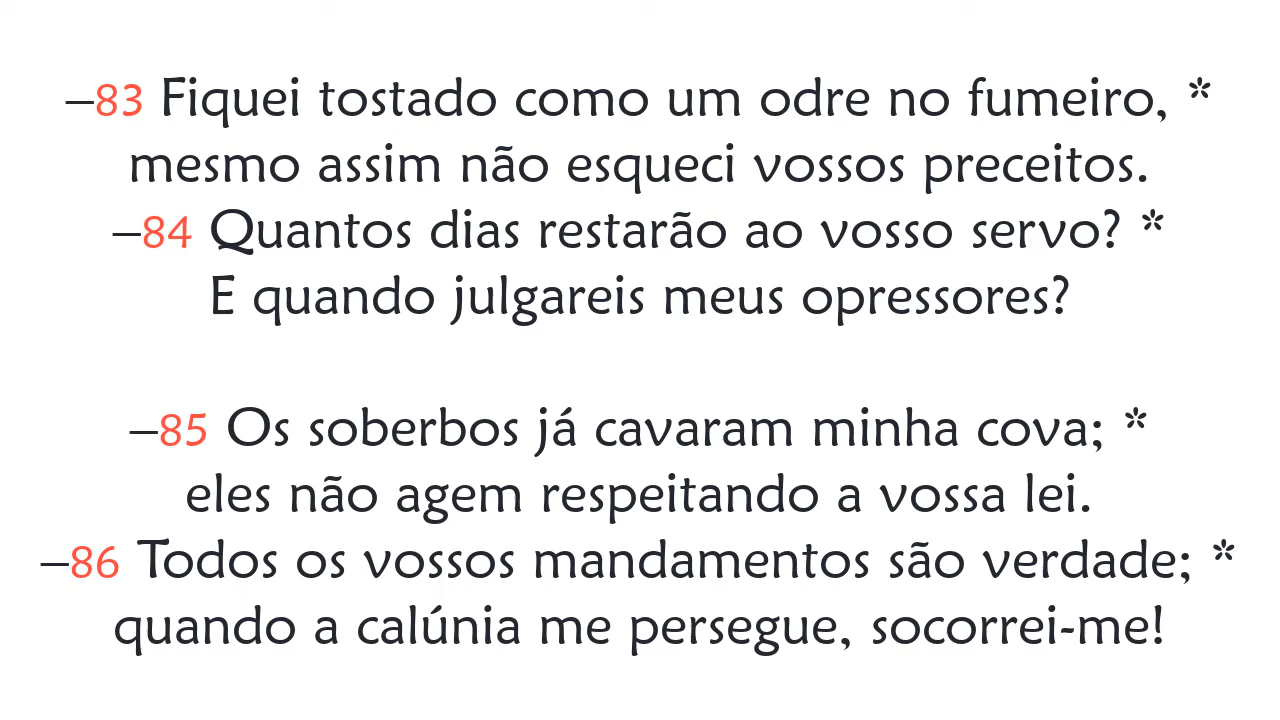 –83 Fiquei tostado como um odre no fumeiro, *
mesmo assim não esqueci vossos preceitos.
–84 Quantos dias restarão ao vosso servo? *
E quando julgareis meus opressores?
–85 Os soberbos já cavaram minha cova; *
eles não agem respeitando a vossa lei.
–86 Todos os vossos mandamentos são verdade; *
quando a calúnia me persegue, socorrei-me!